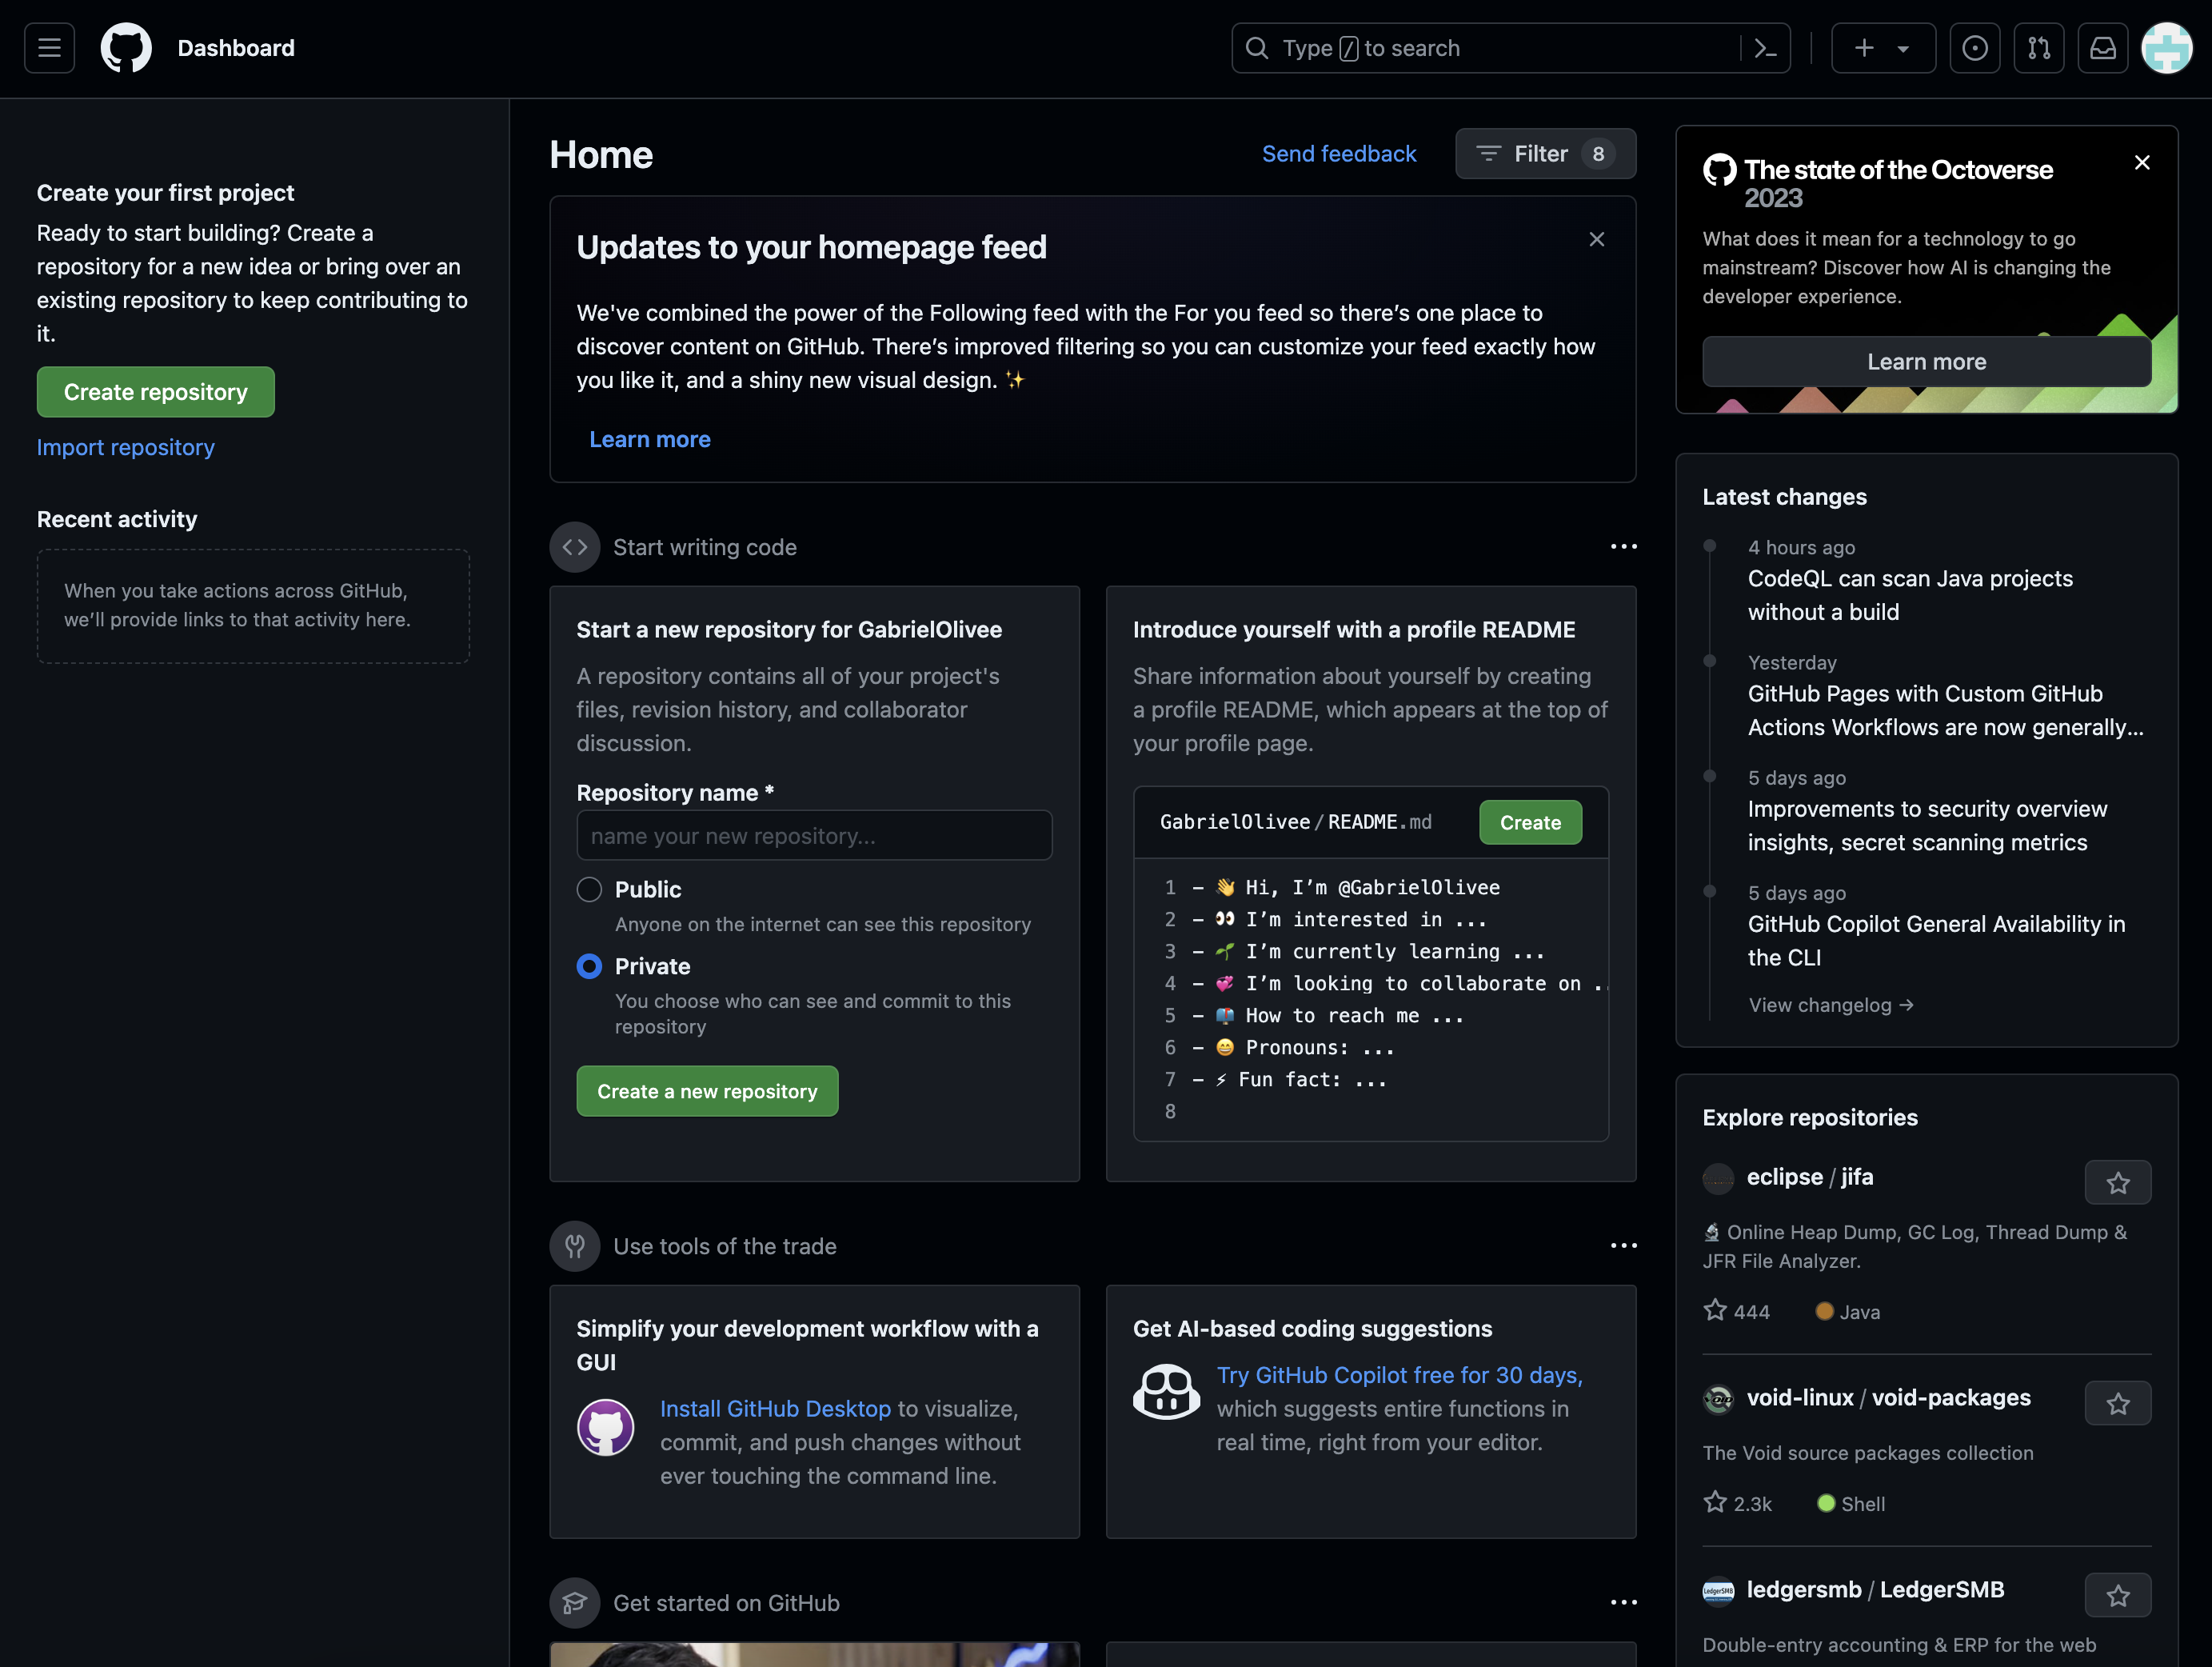 Dashboard
Type / to search
Create your first project
Ready to start building? Create a
repository for a new idea or bring over an
existing repository to keep contributing to
it.
Create repository
Import repository
Recent activity
When you take actions across GitHub,
we’ll provide links to that activity here.
Home
Send feedback
Filter 8
Updates to your homepage feed
We've combined the power of the Following feed with the For you feed so there’s one place to
discover content on GitHub. There’s improved filtering so you can customize your feed exactly how
you like it, and a shiny new visual design. ✨
Learn more
Start writing code
Start a new repository for GabrielOlivee
A repository contains all of your project's
files, revision history, and collaborator
discussion.
Repository name *
name your new repository...
Public
Anyone on the internet can see this repository
Private
You choose who can see and commit to this
repository
Create a new repository
Introduce yourself with a profile README
Share information about yourself by creating
a profile README, which appears at the top of
your profile page.
GabrielOlivee/README.md
Create
1 - 👋 Hi, I’m @GabrielOlivee
2 - 👀 I’m interested in ...
3 - 🌱 I’m currently learning ...
4 - 💞️ I’m looking to collaborate on ..
5 - 📫 How to reach me ...
6 - 😄 Pronouns: ...
7 - ⚡ Fun fact: ...
8
Use tools of the trade
Simplify your development workflow with a
GUI
Install GitHub Desktop to visualize,
commit, and push changes without
ever touching the command line.
Get AI-based coding suggestions
Try GitHub Copilot free for 30 days,
which suggests entire functions in
real time, right from your editor.
Get started on GitHub
The state of the Octoverse
2023
What does it mean for a technology to go
mainstream? Discover how AI is changing the
developer experience.
Learn more
Latest changes
4 hours ago
CodeQL can scan Java projects
without a build
Yesterday
GitHub Pages with Custom GitHub
Actions Workflows are now generally...
5 days ago
Improvements to security overview
insights, secret scanning metrics
5 days ago
GitHub Copilot General Availability in
the CLI
View changelog →
Explore repositories
eclipse / jifa
🔬 Online Heap Dump, GC Log, Thread Dump &
JFR File Analyzer.
444 Java
void-linux / void-packages
The Void source packages collection
2.3k Shell
LedgerSMB
ledgersmb / LedgerSMB
Double-entry accounting & ERP for the web